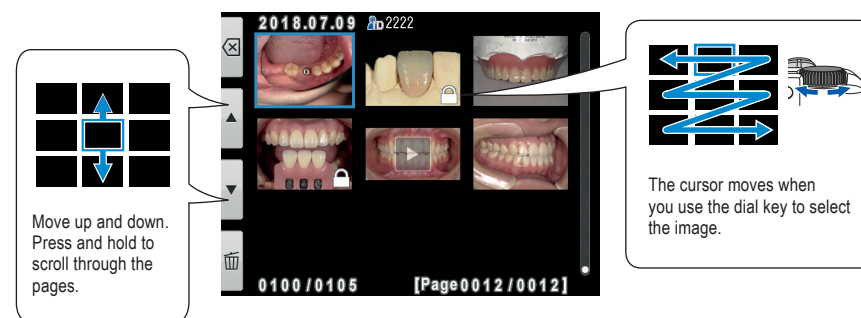 2018.07.09 ID 2222
Move up and down.
Press and hold to
scroll through the
pages.
The cursor moves when
you use the dial key to select
the image.
0100/0105 [Page0012/0012]